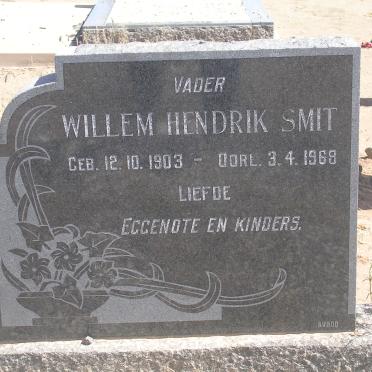 VADER
WILLEM HENDRIK SMIT
GEB. 12. 10. 1903 - OORL. 3. 4. 1968
LIEFDE
EGGENOTE EN KINDERS.